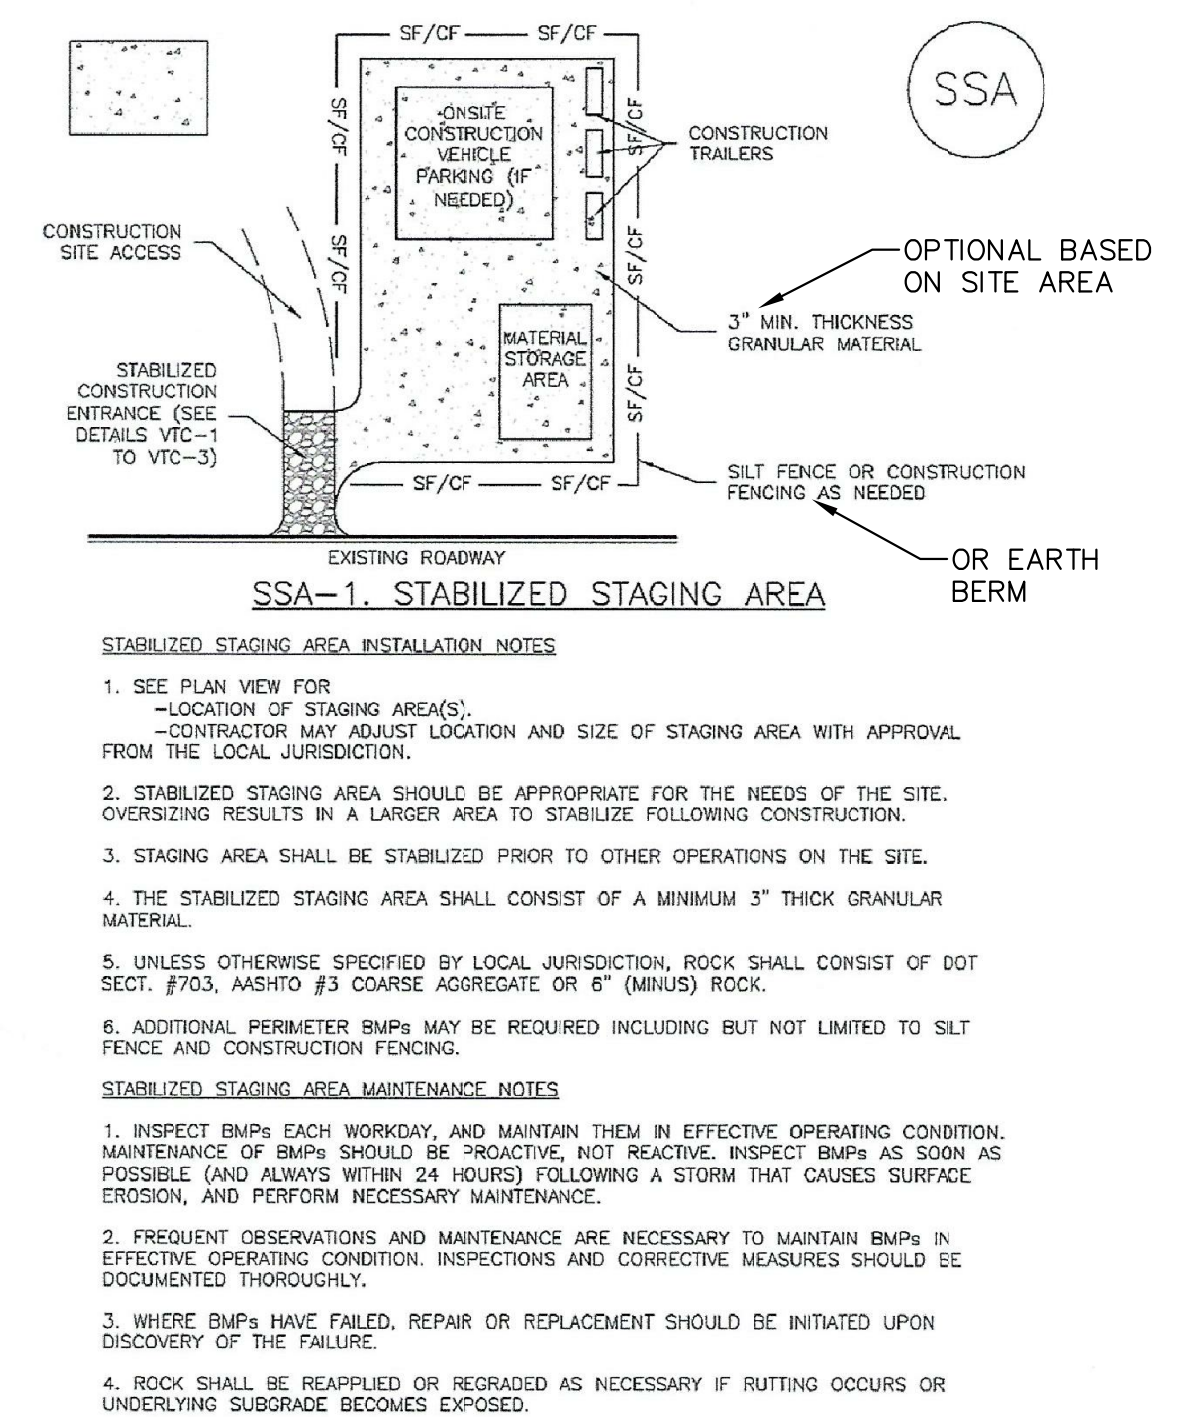 SF/CF SF/CF
SSA
SF/CF
ONSITE
CONSTRUCTION
VEHICLE
PARKING (IF
NEEDED)
SF/CF
CONSTRUCTION
TRAILERS
CONSTRUCTION
SITE ACCESS
SF/CF
SF/CF
OPTIONAL BASED
ON SITE AREA
3" MIN. THICKNESS
GRANULAR MATERIAL
MATERIAL
STORAGE
AREA
SF/CF
STABILIZED
CONSTRUCTION
ENTRANCE (SEE
DETAILS VTC-1
TO VTC-3)
SF/CF SF/CF
SILT FENCE OR CONSTRUCTION
FENCING AS NEEDED
OR EARTH
BERM
EXISTING ROADWAY
SSA-1. STABILIZED STAGING AREA
STABILIZED STAGING AREA INSTALLATION NOTES
1. SEE PLAN VIEW FOR
-LOCATION OF STAGING AREA(S).
-CONTRACTOR MAY ADJUST LOCATION AND SIZE OF STAGING AREA WITH APPROVAL
FROM THE LOCAL JURISDICTION.
2. STABILIZED STAGING AREA SHOULD BE APPROPRIATE FOR THE NEEDS OF THE SITE.
OVERSIZING RESULTS IN A LARGER AREA TO STABILIZE FOLLOWING CONSTRUCTION.
3. STAGING AREA SHALL BE STABILIZED PRIOR TO OTHER OPERATIONS ON THE SITE.
4. THE STABILIZED STAGING AREA SHALL CONSIST OF A MINIMUM 3" THICK GRANULAR
MATERIAL.
5. UNLESS OTHERWISE SPECIFIED BY LOCAL JURISDICTION, ROCK SHALL CONSIST OF DOT
SECT. #703, AASHTO #3 COARSE AGGREGATE OR 6" (MINUS) ROCK.
6. ADDITIONAL PERIMETER BMPs MAY BE REQUIRED INCLUDING BUT NOT LIMITED TO SILT
FENCE AND CONSTRUCTION FENCING.
STABILIZED STAGING AREA MAINTENANCE NOTES
1. INSPECT BMPs EACH WORKDAY, AND MAINTAIN THEM IN EFFECTIVE OPERATING CONDITION.
MAINTENANCE OF BMPs SHOULD BE PROACTIVE, NOT REACTIVE. INSPECT BMPs AS SOON AS
POSSIBLE (AND ALWAYS WITHIN 24 HOURS) FOLLOWING A STORM THAT CAUSES SURFACE
EROSION, AND PERFORM NECESSARY MAINTENANCE.
2. FREQUENT OBSERVATIONS AND MAINTENANCE ARE NECESSARY TO MAINTAIN BMPs IN
EFFECTIVE OPERATING CONDITION. INSPECTIONS AND CORRECTIVE MEASURES SHOULD BE
DOCUMENTED THOROUGHLY.
3. WHERE BMPs HAVE FAILED, REPAIR OR REPLACEMENT SHOULD BE INITIATED UPON
DISCOVERY OF THE FAILURE.
4. ROCK SHALL BE REAPPLIED OR REGRADED AS NECESSARY IF RUTTING OCCURS OR
UNDERLYING SUBGRADE BECOMES EXPOSED.